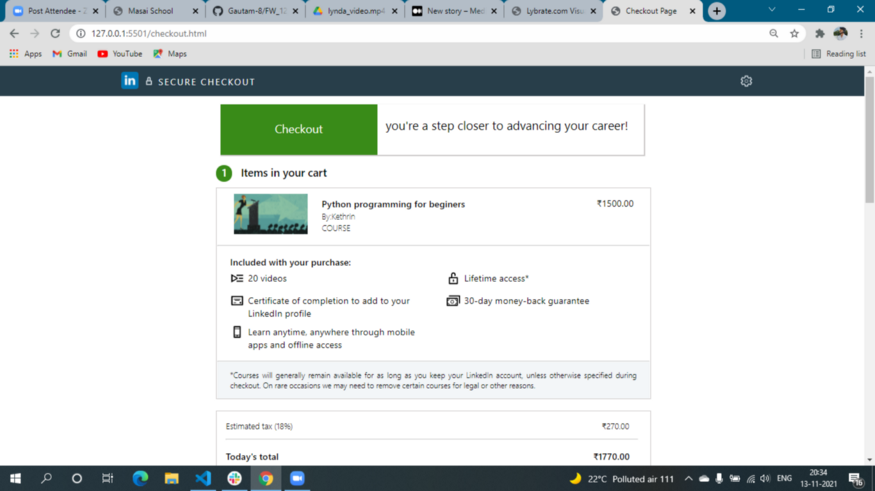 Post Attendee - Z
Masai School
Gautam-8/FW_12
lynda_video.mp4
New story – Med
Lybrate.com Visu
Checkout Page
127.0.0.1:5501/checkout.html
Apps
Gmail
YouTube
Maps
Reading list
in SECURE CHECKOUT
Checkout
you're a step closer to advancing your career!
1 Items in your cart
Python programming for beginers ₹1500.00
By:Kathrin
COURSE
Included with your purchase:
20 videos
Lifetime access*
Certificate of completion to add to your
LinkedIn profile
30-day money-back guarantee
Learn anytime, anywhere through mobile
apps and offline access
*Courses will generally remain available for as long as you keep your LinkedIn account, unless otherwise specified during
checkout. On rare occasions we may need to remove certain courses for legal or other reasons.
Estimated tax (18%) ₹270.00
Today's total ₹1770.00
22°C Polluted air 111
ENG
20:34
13-11-2021
16